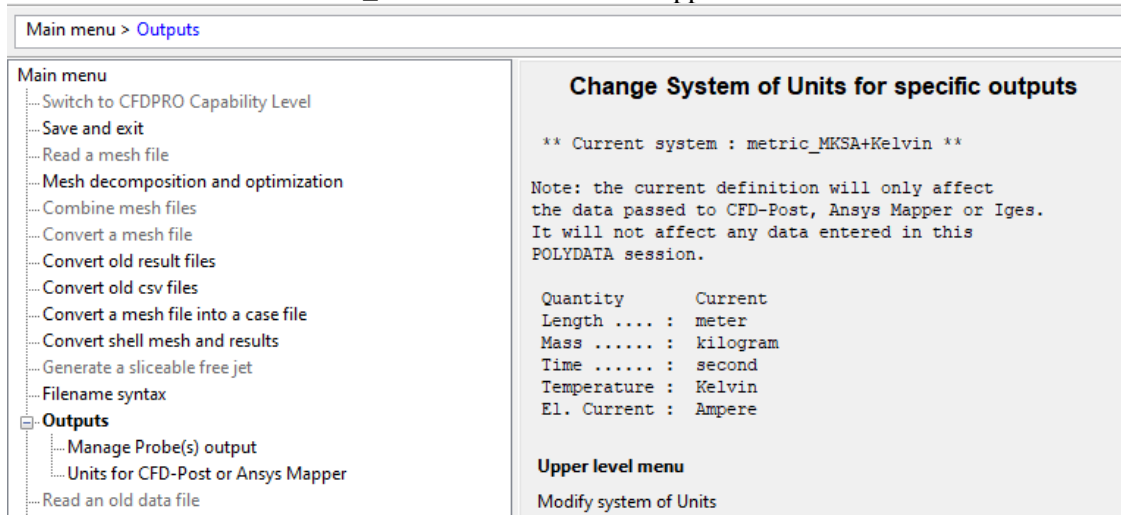 Main menu > Outputs
Main menu
Switch to CFDPRO Capability Level
Save and exit
Read a mesh file
Mesh decomposition and optimization
Combine mesh files
Convert a mesh file
Convert old result files
Convert old csv files
Convert a mesh file into a case file
Convert shell mesh and results
Generate a sliceable free jet
Filename syntax
Outputs
Manage Probe(s) output
Units for CFD-Post or Ansys Mapper
Read an old data file
Change System of Units for specific outputs
** Current system : metric_MKSA+Kelvin **
Note: the current definition will only affect
the data passed to CFD-Post, Ansys Mapper or Iges.
It will not affect any data entered in this
POLYDATA session.
Quantity Current
Length .... : meter
Mass ...... : kilogram
Time ...... : second
Temperature : Kelvin
El. Current : Ampere
Upper level menu
Modify system of Units